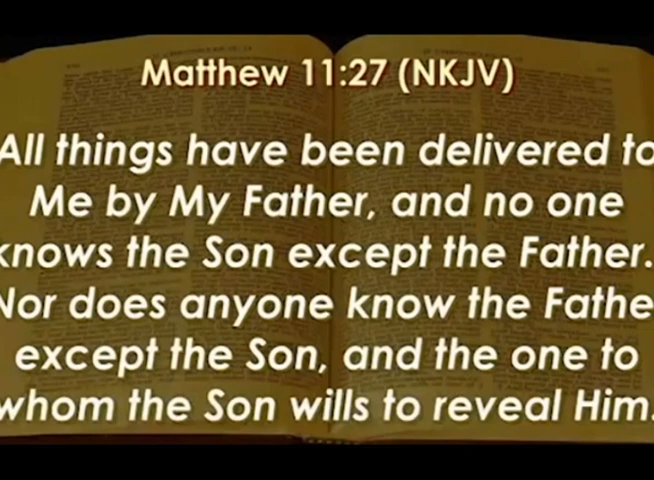 Matthew 11:27 (NKJV)
All things have been delivered to
Me by My Father, and no one
knows the Son except the Father.
Nor does anyone know the Fathe
except the Son, and the one to
whom the Son wills to reveal Him.